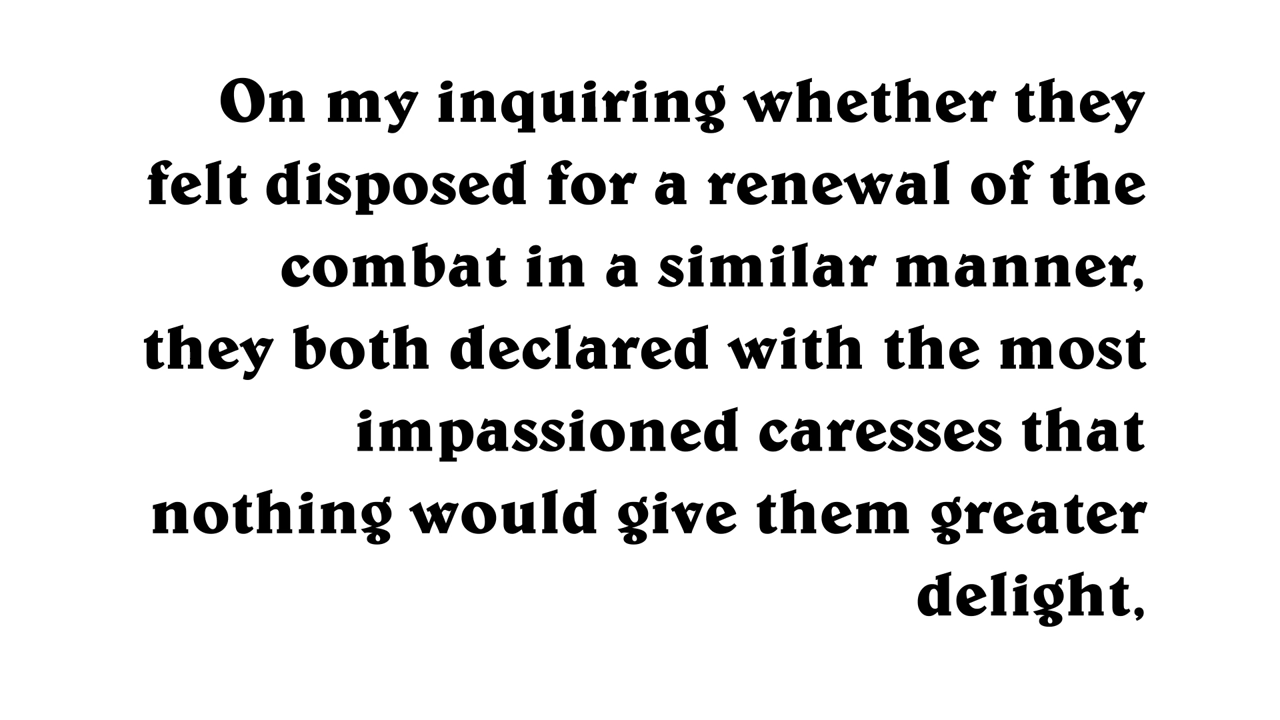 On my inquiring whether they
felt disposed for a renewal of the
combat in a similar manner,
they both declared with the most
impassioned caresses that
nothing would give them greater
delight,